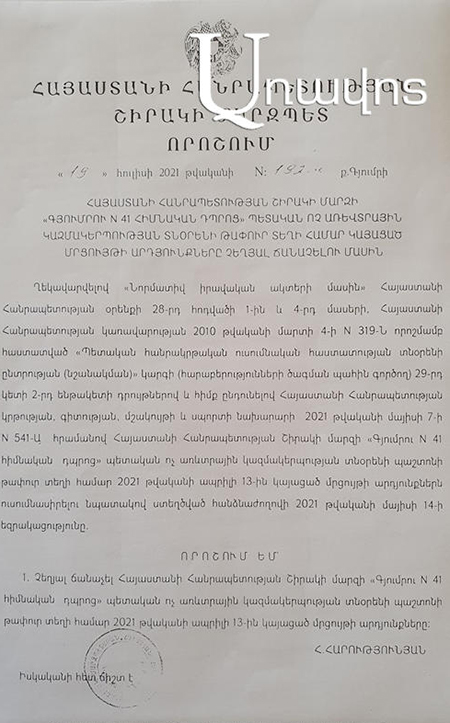 Առավոտ
ՀԱՅԱՍՏԱՆԻ ՀԱՆՐԱՊԵՏՈՒԹՅԱՆ
ՇԻՐԱԿԻ ՄԱՐԶՊԵՏ
ՈՐՈՇՈՒՄ
« 19 » հուլիսի 2021 թվականի N: 192 ք.Գյումրի
ՀԱՅԱՍՏԱՆԻ ՀԱՆՐԱՊԵՏՈՒԹՅԱՆ ՇԻՐԱԿԻ ՄԱՐԶԻ
«ԳՅՈՒՄՐՈՒ N 41 ՀԻՄՆԱԿԱՆ ԴՊՐՈՑ» ՊԵՏԱԿԱՆ ՈՉ ԱՌԵՎՏՐԱՅԻՆ
ԿԱԶՄԱԿԵՐՊՈՒԹՅԱՆ ՏՆՕՐԵՆԻ ԹԱՓՈՒՐ ՏԵՂԻ ՀԱՄԱՐ ԿԱՅԱՑԱԾ
ՄՐՑՈՒՅԹԻ ԱՐԴՅՈՒՆՔՆԵՐԸ ՉԵՂՅԱԼ ՃԱՆԱՉԵԼՈՒ ՄԱՍԻՆ
Ղեկավարվելով «Նորմատիվ իրավական ակտերի մասին» Հայաստանի
Հանրապետության օրենքի 28-րդ հոդվածի 1-ին և 4-րդ մասերի, Հայաստանի
Հանրապետության կառավարության 2010 թվականի մարտի 4-ի N 319-Ն որոշմամբ
հաստատված «Պետական հանրակրթական ուսումնական հաստատության տնօրենի
ընտրության (նշանակման)» կարգի (հարաբերությունների ծագման պահին գործող) 29-րդ
կետի 2-րդ ենթակետի դրույթներով և հիմք ընդունելով Հայաստանի Հանրապետության
կրթության, գիտության, մշակույթի և սպորտի նախարարի 2021 թվականի մայիսի 7-ի
N 541-Ա հրամանով Հայաստանի Հանրապետության Շիրակի մարզի «Գյումրու N 41
հիմնական դպրոց» պետական ոչ առևտրային կազմակերպության տնօրենի պաշտոնի
թափուր տեղի համար 2021 թվականի ապրիլի 13-ին կայացած մրցույթի արդյունքներն
ուսումնասիրելու նպատակով ստեղծված հանձնաժողովի 2021 թվականի մայիսի 14-ի
եզրակացությունը.
ՈՐՈՇՈՒՄ ԵՄ
1. Չեղյալ ճանաչել Հայաստանի Հանրապետության Շիրակի մարզի «Գյումրու N 41
հիմնական դպրոց» պետական ոչ առևտրային կազմակերպության տնօրենի պաշտոնի
թափուր տեղի համար 2021 թվականի ապրիլի 13-ին կայացած մրցույթի արդյունքները:
Հ.ՀԱՐՈՒԹՅՈՒՆՅԱՆ
Իսկականի հետ ճիշտ է